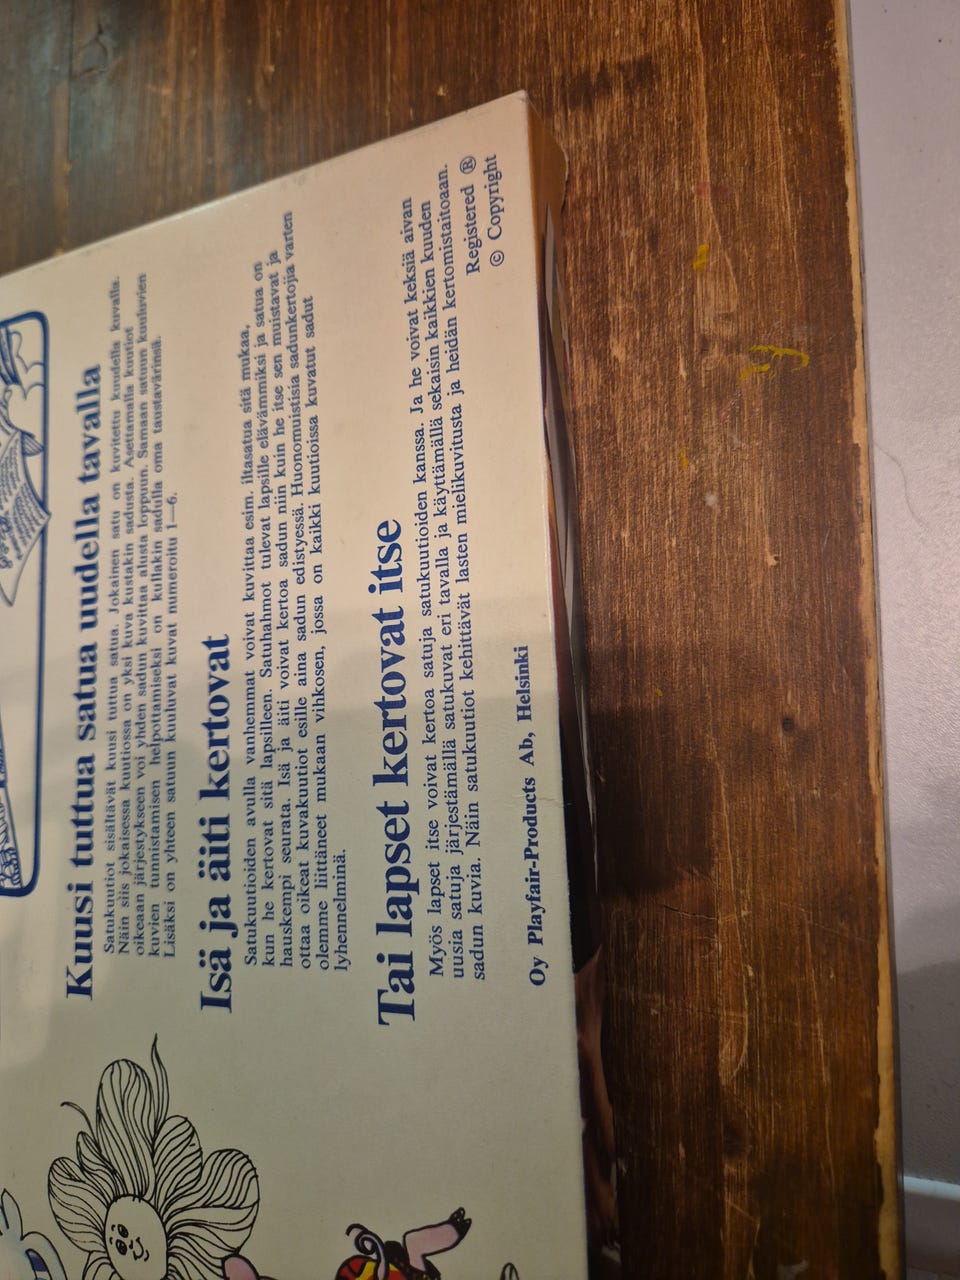 Kuusi tuttua satua uudella tavalla
Satukuutiot sisältävät kuusi tuttua satua. Jokainen satu on kuvitettu kuudella kuvalla.
Näin siis jokaisessa kuutiossa on yksi kuva kustakin sadusta. Asettamalla kuutiot
oikeaan järjestykseen voi yhden sadun kuvittaa alusta loppuun. Samaan satuun kuuluvien
kuvien tunnistamisen helpottamiseksi on kullakin sadulla oma taustavärinsä.
Lisäksi on yhteen satuun kuuluvat kuvat numeroitu 1—6.
Isä ja äiti kertovat
Satukuutioiden avulla vanhemmat voivat kuvittaa esim. iltasatua sitä mukaa,
kun he kertovat sitä lapsilleen. Satuhahmot tulevat lapsille elävämmiksi ja satua on
hauskempi seurata. Isä ja äiti voivat kertoa sadun niin kuin he itse sen muistavat ja
ottaa oikeat kuvakuutiot esille aina sadun edistyessä. Huonomuistisia sadunkertojia varten
olemme liittäneet mukaan vihkosen, jossa on kaikki kuutioissa kuvatut sadut
lyhennelminä.
Tai lapset kertovat itse
Myös lapset itse voivat kertoa satuja satukuutioiden kanssa. Ja he voivat keksiä aivan
uusia satuja järjestämällä satukuvat eri tavalla ja käyttämällä sekaisin kaikkien kuuden
sadun kuvia. Näin satukuutiot kehittävät lasten mielikuvitusta ja heidän kertomistaitoaan.
Registered ®
© Copyright
Oy Playfair-Products Ab, Helsinki